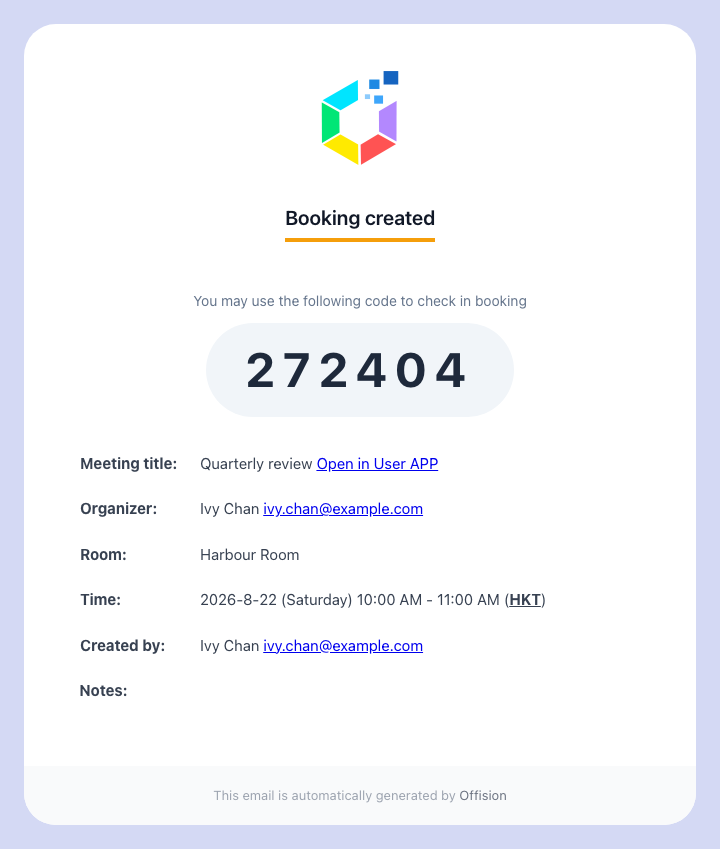 Booking created
You may use the following code to check in booking
272404
Meeting title: Quarterly review Open in User APP
Organizer: Ivy Chan ivy.chan@example.com
Room: Harbour Room
Time: 2026-8-22 (Saturday) 10:00 AM - 11:00 AM (HKT)
Created by: Ivy Chan ivy.chan@example.com
Notes:
This email is automatically generated by Offision